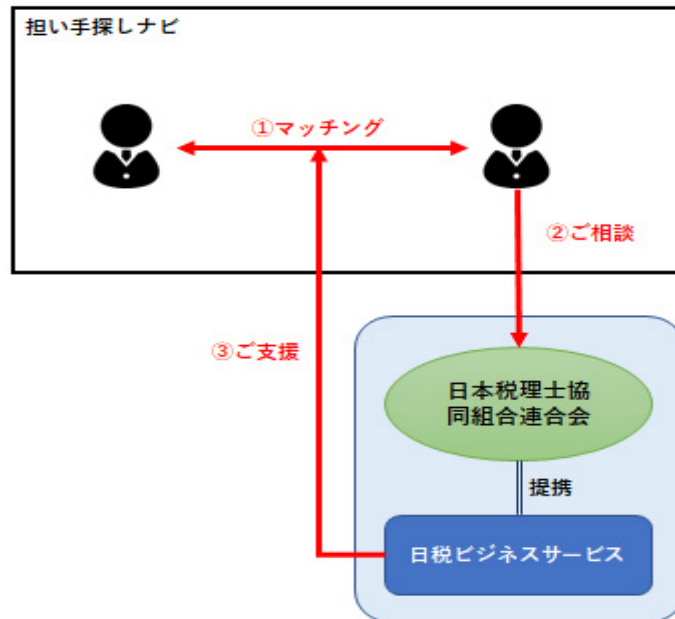 担い手探しナビ
①マッチング
②ご相談
③ご支援
日本税理士協
同組合連合会
提携
日税ビジネスサービス